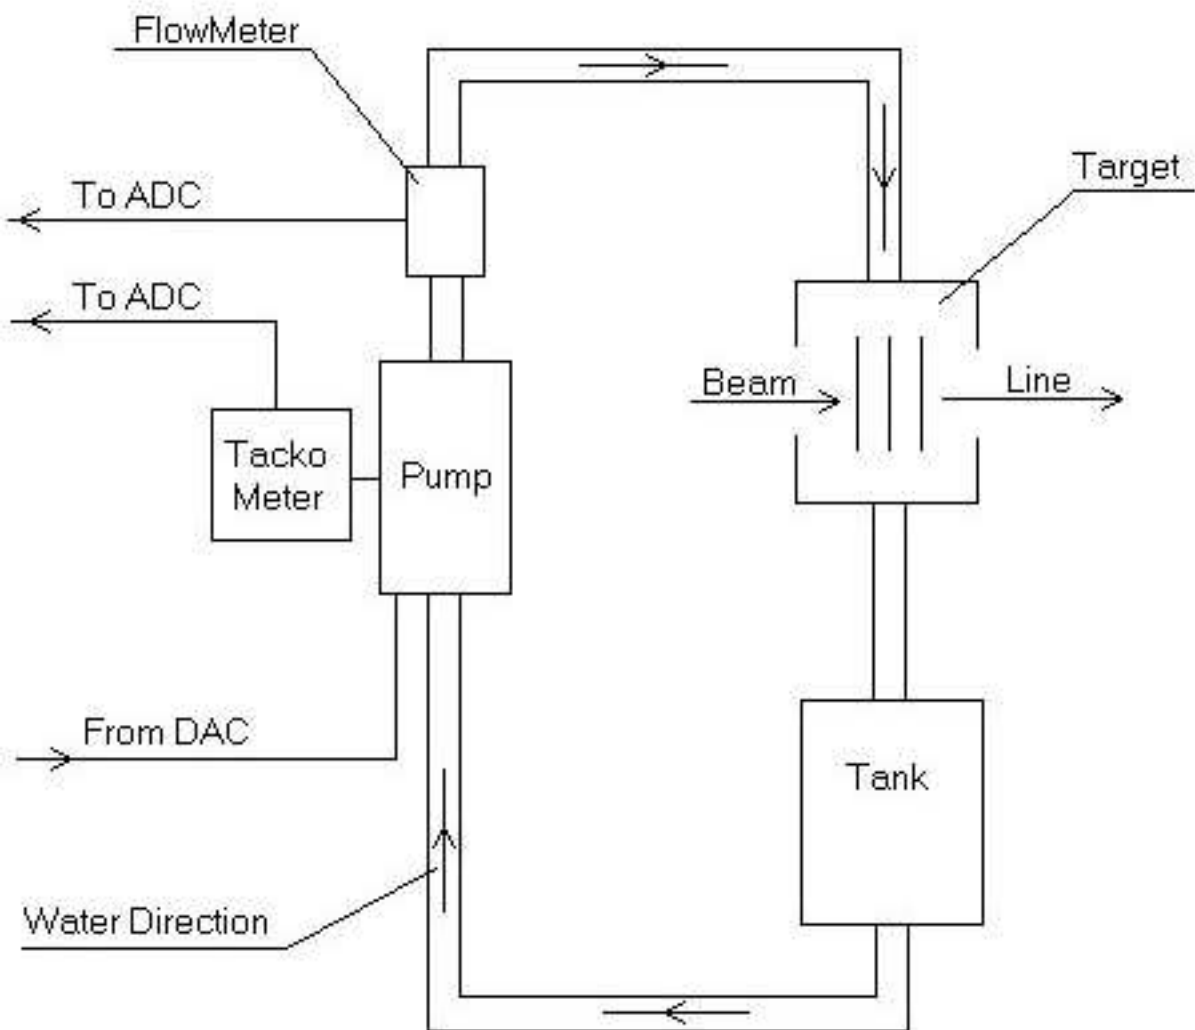 FlowMeter
To ADC
Target
To ADC
Beam
Line
Tacko
Meter
Pump
From DAC
Tank
Water Direction